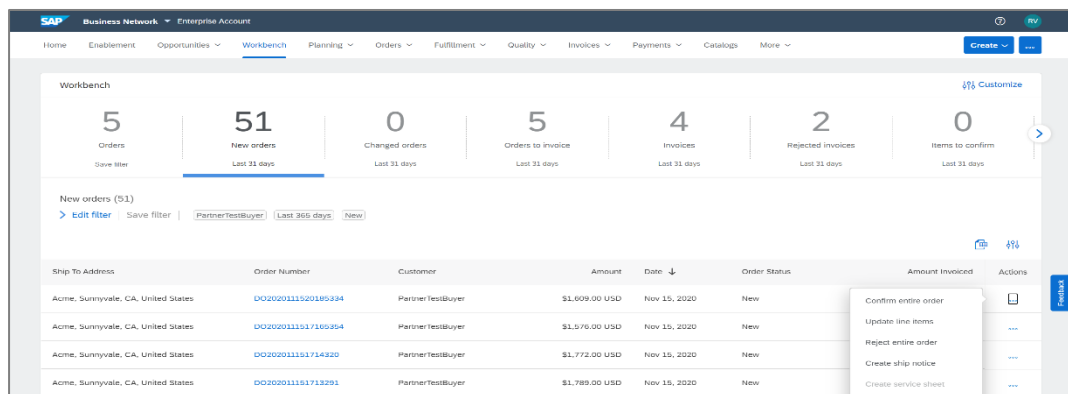 SAP Business Network Enterprise Account RV
Home Enablement Opportunities Workbench Planning Orders Fulfillment Quality Invoices Payments Catalogs More Create ...
Workbench Customize
5 51 0 5 4 2 0
Orders New orders Changed orders Orders to invoice Invoices Rejected invoices Items to confirm
Save filter Last 31 days Last 31 days Last 31 days Last 31 days Last 31 days Last 31 days
New orders (51)
Edit filter Save filter | PartnerTestBuyer Last 365 days New
Ship To Address Order Number Customer Amount Date ↓ Order Status Amount Invoiced Actions
Feedback
Acme, Sunnyvale, CA, United States DO2020111520185334 PartnerTestBuyer $1,609.00 USD Nov 15, 2020 New Confirm entire order ...
Update line items
Acme, Sunnyvale, CA, United States DO2020111517105354 PartnerTestBuyer $1,576.00 USD Nov 15, 2020 New ...
Reject entire order
Acme, Sunnyvale, CA, United States DO202011151714320 PartnerTestBuyer $1,772.00 USD Nov 15, 2020 New ...
Create ship notice
Acme, Sunnyvale, CA, United States DO202011151713291 PartnerTestBuyer $1,789.00 USD Nov 15, 2020 New Create service sheet ...